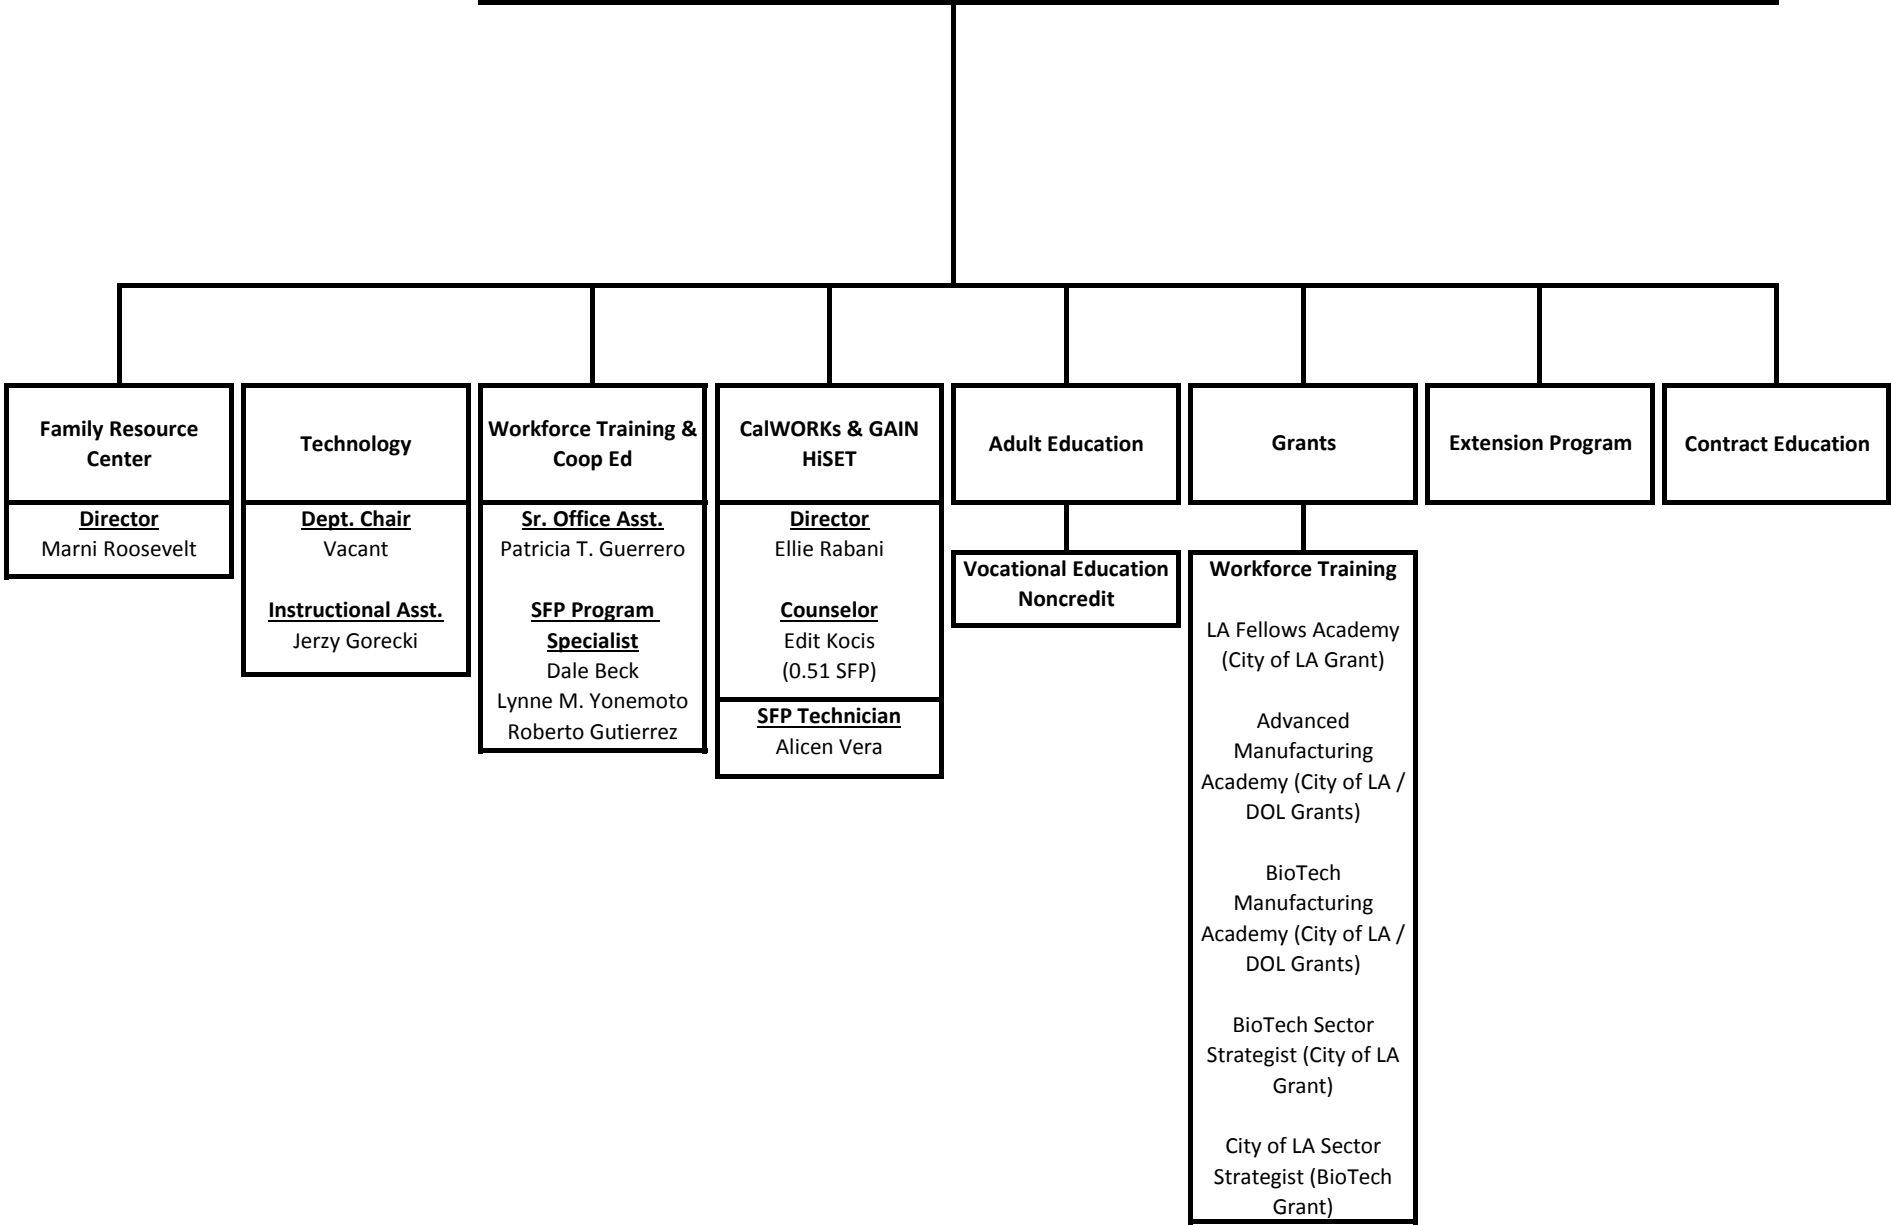 Family Resource
Center
Director
Marni Roosevelt
Technology
Dept. Chair
Vacant
Instructional Asst.
Jerzy Gorecki
Workforce Training &
Coop Ed
Sr. Office Asst.
Patricia T. Guerrero
SFP Program
Specialist
Dale Beck
Lynne M. Yonemoto
Roberto Gutierrez
CalWORKs & GAIN
HiSET
Director
Ellie Rabani
Counselor
Edit Kocis
(0.51 SFP)
SFP Technician
Alicen Vera
Adult Education
Vocational Education
Noncredit
Grants
Workforce Training
LA Fellows Academy
(City of LA Grant)
Advanced
Manufacturing
Academy (City of LA /
DOL Grants)
BioTech
Manufacturing
Academy (City of LA /
DOL Grants)
BioTech Sector
Strategist (City of LA
Grant)
City of LA Sector
Strategist (BioTech
Grant)
Extension Program
Contract Education